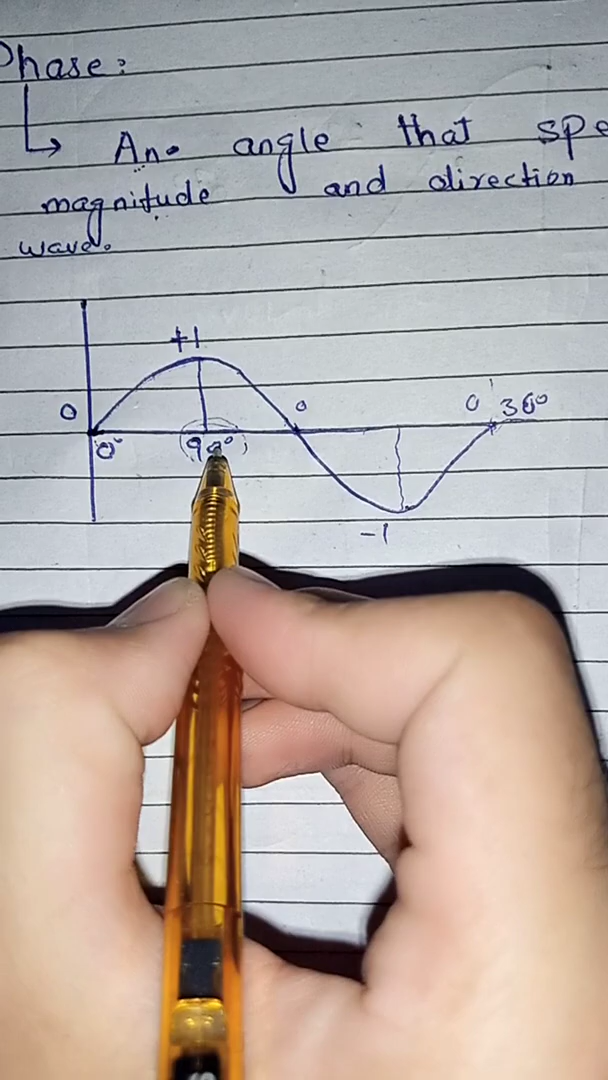 Phase:
An. angle that spe
magnitude and direction
wave.
+1
0 0 0 360°
0° 90°
-1